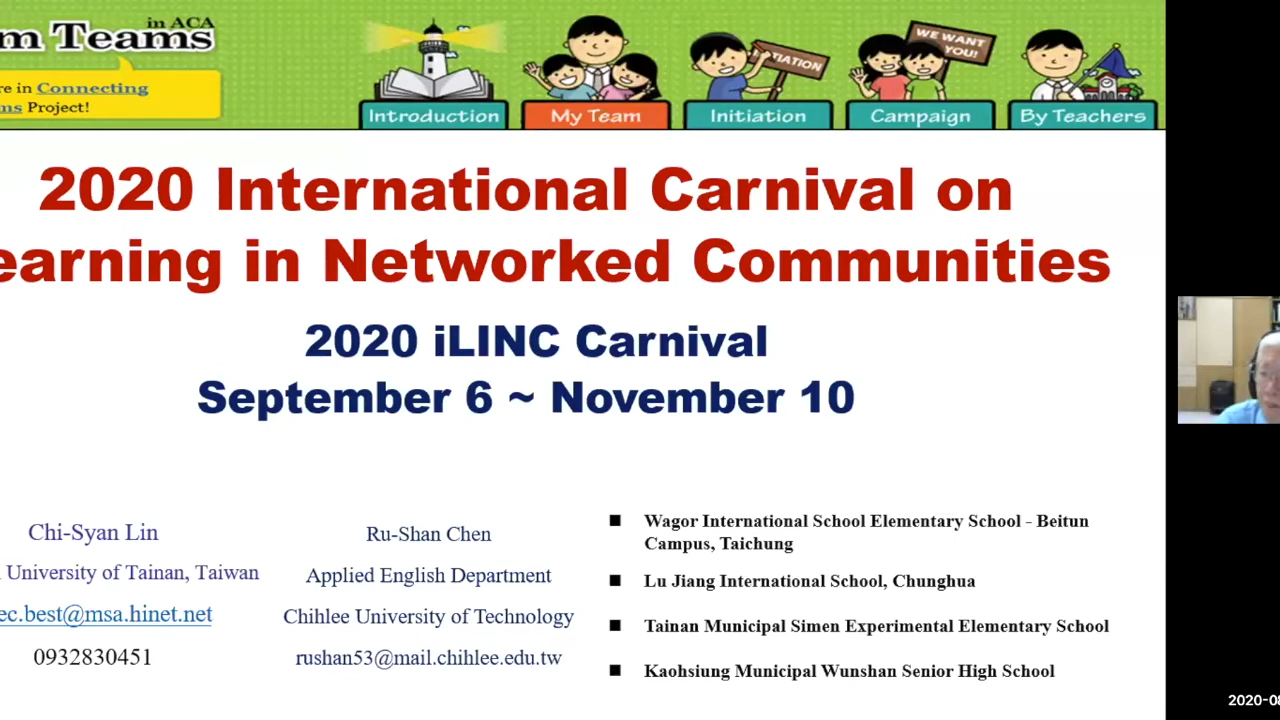 in ACA
m Teams
re in Connecting
ms Project!
INITIATION
WE WANT
YOU!
Introduction
My Team
Initiation
Campaign
By Teachers
2020 International Carnival on
earning in Networked Communities
2020 iLINC Carnival
September 6 ~ November 10
Chi-Syan Lin
University of Tainan, Taiwan
ec.best@msa.hinet.net
0932830451
Ru-Shan Chen
Applied English Department
Chihlee University of Technology
rushan53@mail.chihlee.edu.tw
■ Wagor International School Elementary School - Beitun
Campus, Taichung
■ Lu Jiang International School, Chunghua
■ Tainan Municipal Simen Experimental Elementary School
■ Kaohsiung Municipal Wunshan Senior High School
2020-08